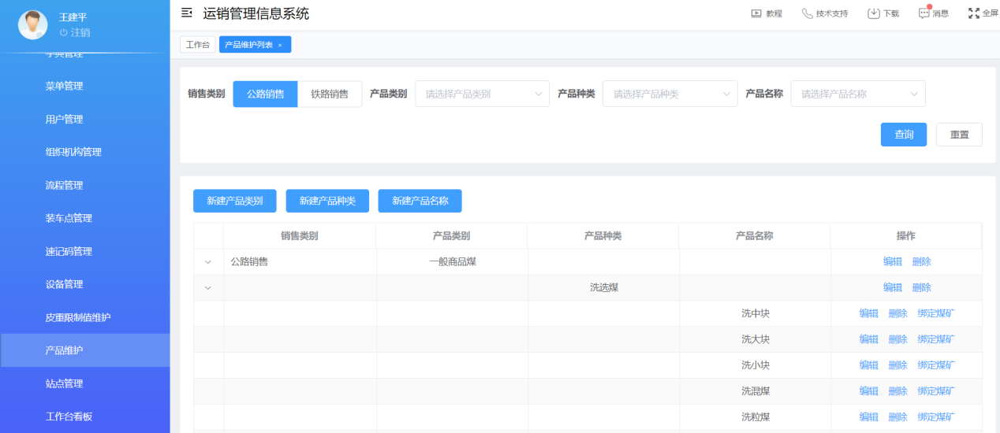 王建平
注销
字典管理
菜单管理
用户管理
组织机构管理
流程管理
装车点管理
速记码管理
设备管理
皮重限制值维护
产品维护
站点管理
工作台看板
运销管理信息系统
教程 技术支持 下载 消息 全屏
工作台 产品维护列表 ×
销售类别 公路销售 铁路销售 产品类别 请选择产品类别 产品种类 请选择产品种类 产品名称 请选择产品名称
查询 重置
新建产品类别 新建产品种类 新建产品名称
销售类别 产品类别 产品种类 产品名称 操作
公路销售 一般商品煤 编辑 删除
洗选煤 编辑 删除
洗中块 编辑 删除 绑定煤矿
洗大块 编辑 删除 绑定煤矿
洗小块 编辑 删除 绑定煤矿
洗混煤 编辑 删除 绑定煤矿
洗粒煤 编辑 删除 绑定煤矿